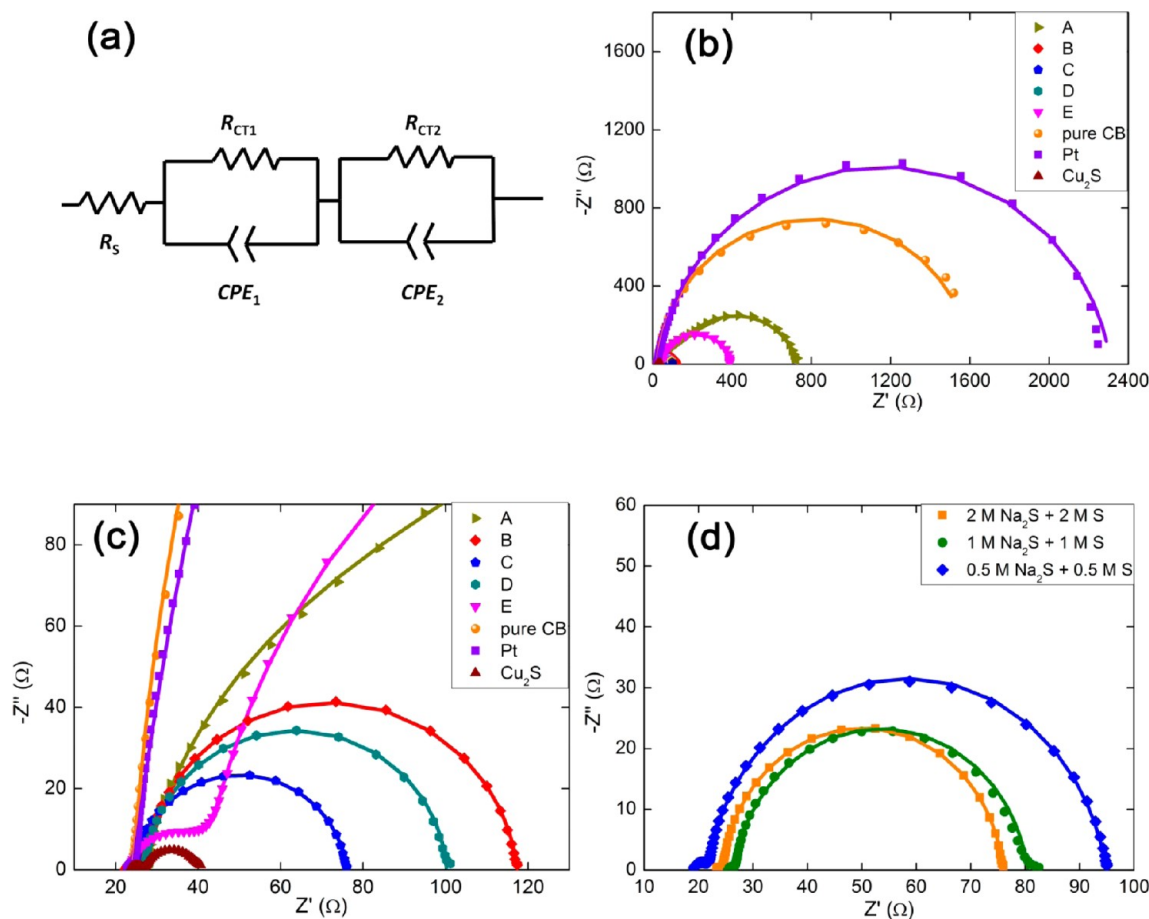 (a)
R_CT1
R_CT2
R_S
CPE_1
CPE_2
(b)
A
B
C
D
E
pure CB
Pt
Cu₂S
1600
1200
800
400
0
-Z'' (Ω)
0 400 800 1200 1600 2000 2400
Z' (Ω)
(c)
A
B
C
D
E
pure CB
Pt
Cu₂S
80
60
40
20
0
-Z'' (Ω)
20 40 60 80 100 120
Z' (Ω)
(d)
2 M Na₂S + 2 M S
1 M Na₂S + 1 M S
0.5 M Na₂S + 0.5 M S
60
50
40
30
20
10
0
-Z'' (Ω)
10 20 30 40 50 60 70 80 90 100
Z' (Ω)